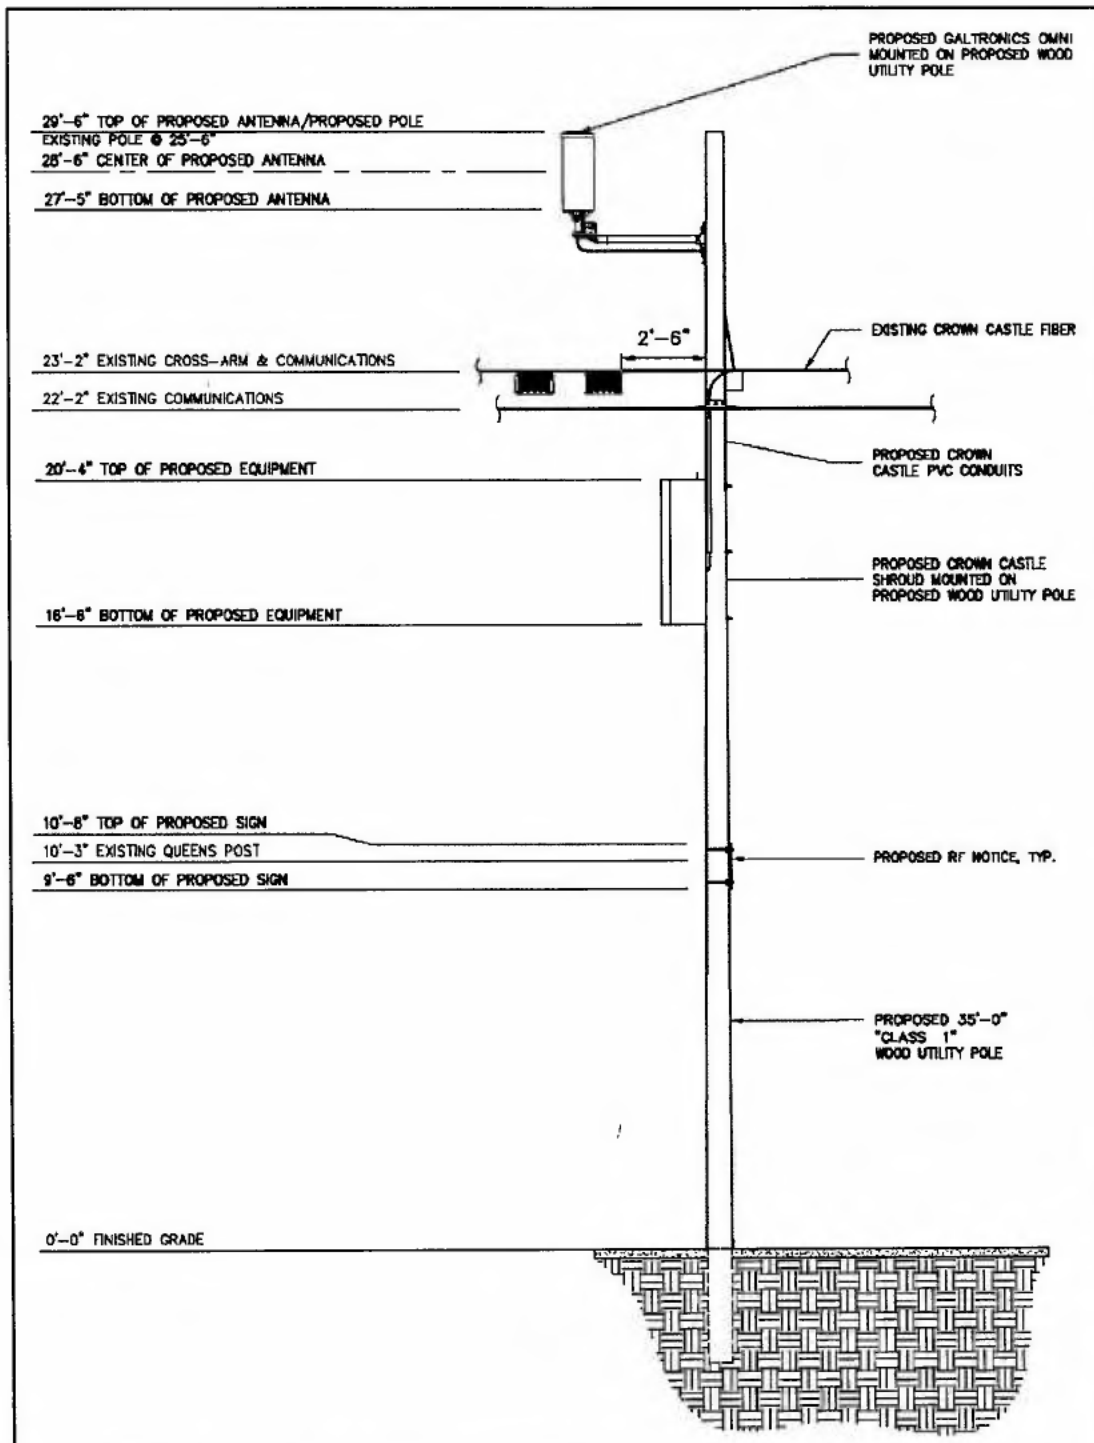 PROPOSED GALTRONICS OMNI
MOUNTED ON PROPOSED WOOD
UTILITY POLE
29'-6" TOP OF PROPOSED ANTENNA/PROPOSED POLE
EXISTING POLE @ 25'-6"
28'-6" CENTER OF PROPOSED ANTENNA
27'-5" BOTTOM OF PROPOSED ANTENNA
2'-6"
EXISTING CROWN CASTLE FIBER
23'-2" EXISTING CROSS-ARM & COMMUNICATIONS
22'-2" EXISTING COMMUNICATIONS
PROPOSED CROWN
CASTLE PVC CONDUITS
20'-4" TOP OF PROPOSED EQUIPMENT
PROPOSED CROWN CASTLE
SHROUD MOUNTED ON
PROPOSED WOOD UTILITY POLE
16'-6" BOTTOM OF PROPOSED EQUIPMENT
10'-8" TOP OF PROPOSED SIGN
10'-3" EXISTING QUEENS POST
PROPOSED RF NOTICE, TYP.
9'-6" BOTTOM OF PROPOSED SIGN
PROPOSED 35'-0"
"CLASS 1"
WOOD UTILITY POLE
0'-0" FINISHED GRADE